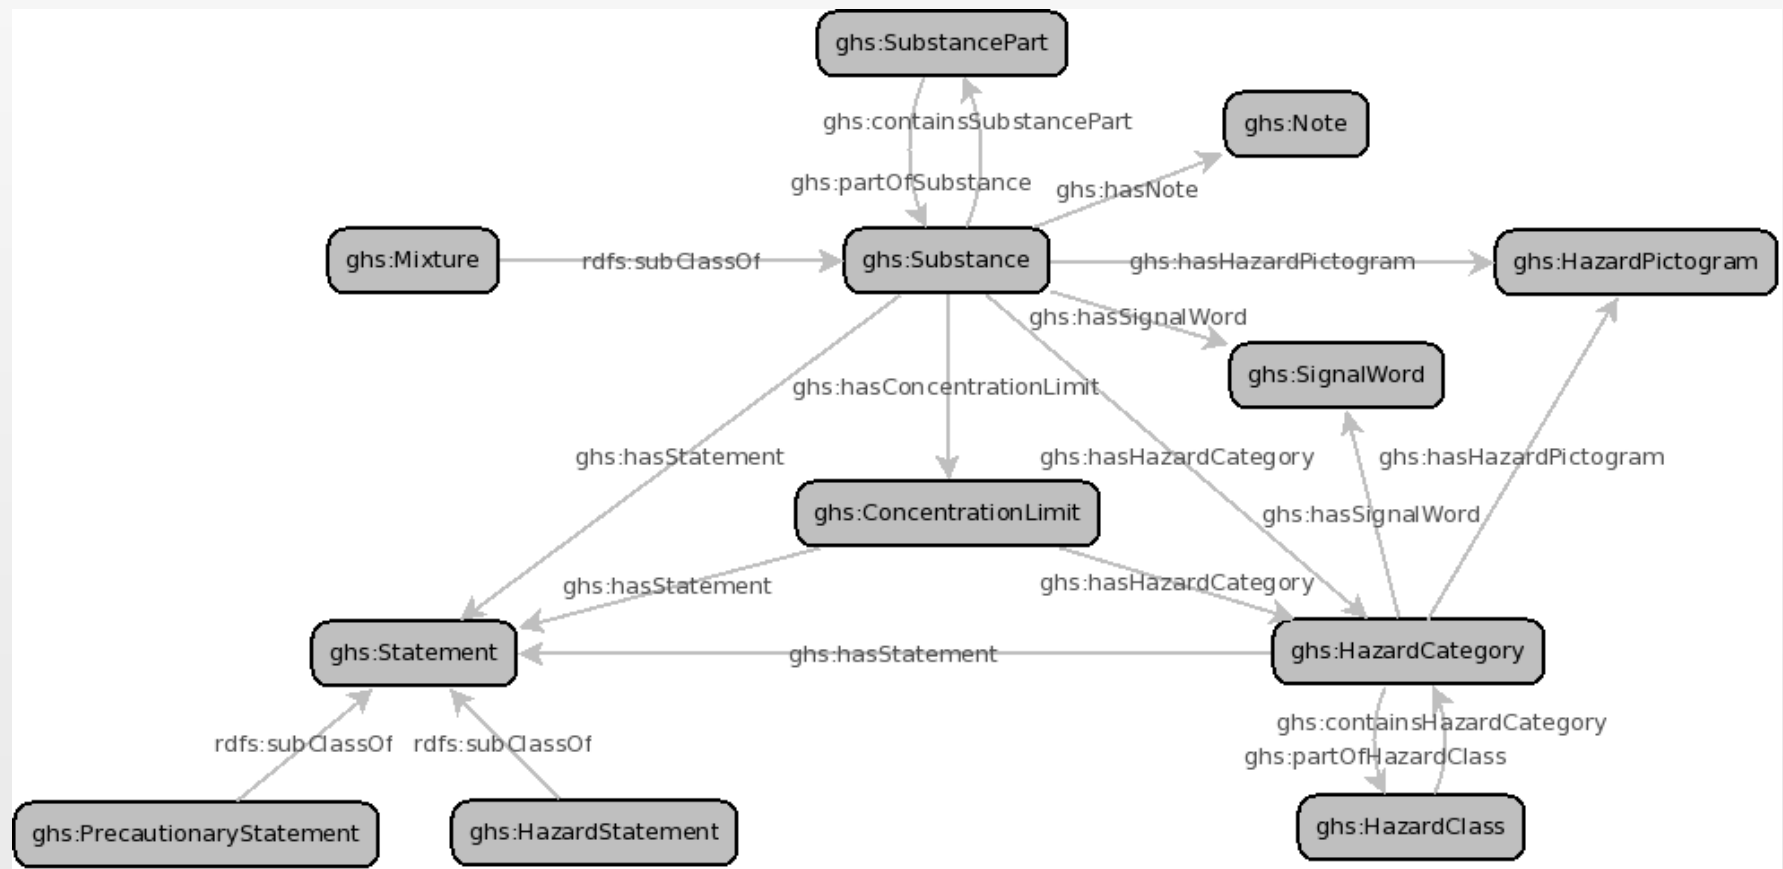 ghs:SubstancePart
ghs:Note
ghs:containsSubstancePart
ghs:partOfSubstance
ghs:hasNote
ghs:Mixture
rdfs:subClassOf
ghs:Substance
ghs:hasHazardPictogram
ghs:HazardPictogram
ghs:hasSignalWord
ghs:SignalWord
ghs:hasConcentrationLimit
ghs:hasStatement
ghs:hasHazardCategory
ghs:hasHazardPictogram
ghs:ConcentrationLimit
ghs:hasSignalWord
ghs:hasStatement
ghs:hasHazardCategory
ghs:Statement
ghs:hasStatement
ghs:HazardCategory
ghs:containsHazardCategory
rdfs:subClassOf
rdfs:subClassOf
ghs:partOfHazardClass
ghs:PrecautionaryStatement
ghs:HazardStatement
ghs:HazardClass